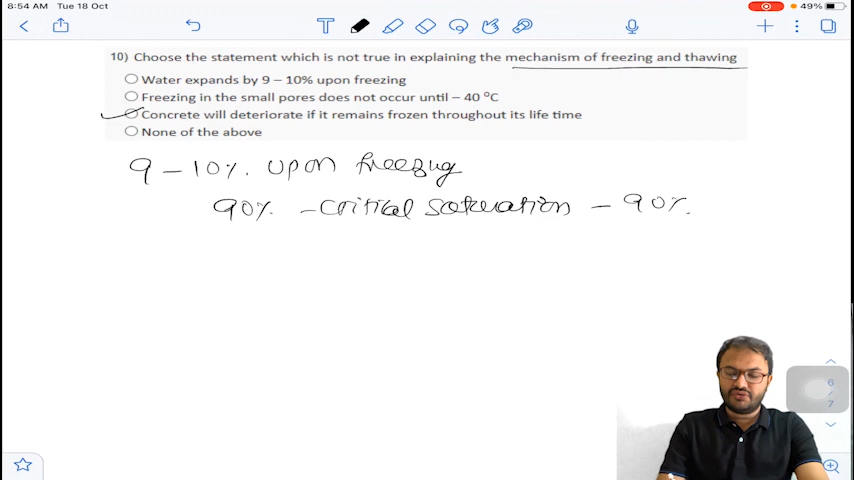 8:54 AM Tue 18 Oct
49%
10) Choose the statement which is not true in explaining the mechanism of freezing and thawing
Water expands by 9 – 10% upon freezing
Freezing in the small pores does not occur until – 40 °C
Concrete will deteriorate if it remains frozen throughout its life time
None of the above
9 – 10%. upon freezing
90% – critical saturation – 90%.
6
/
7